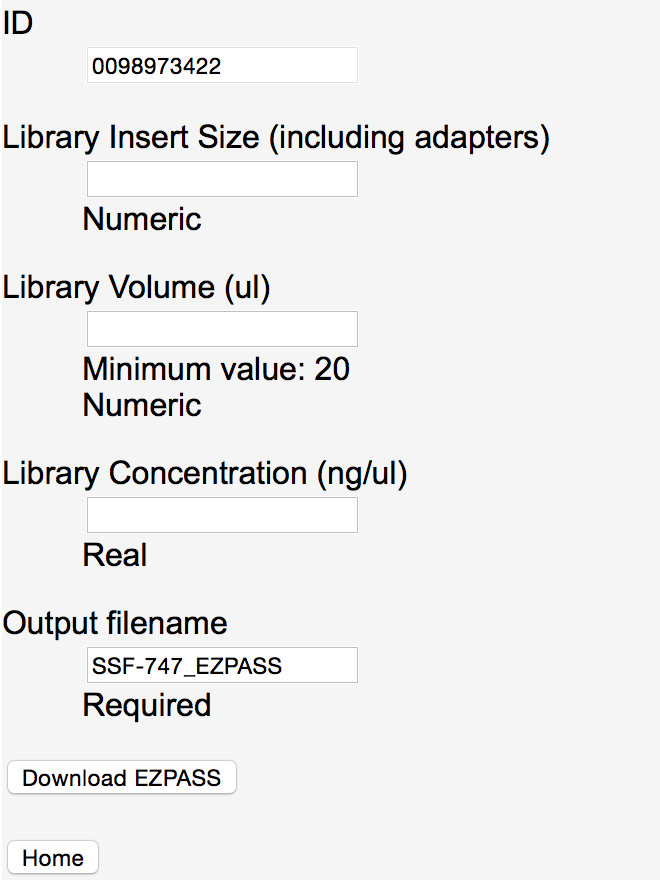 ID
0098973422
Library Insert Size (including adapters)
Numeric
Library Volume (ul)
Minimum value: 20
Numeric
Library Concentration (ng/ul)
Real
Output filename
SSF-747_EZPASS
Required
Download EZPASS
Home